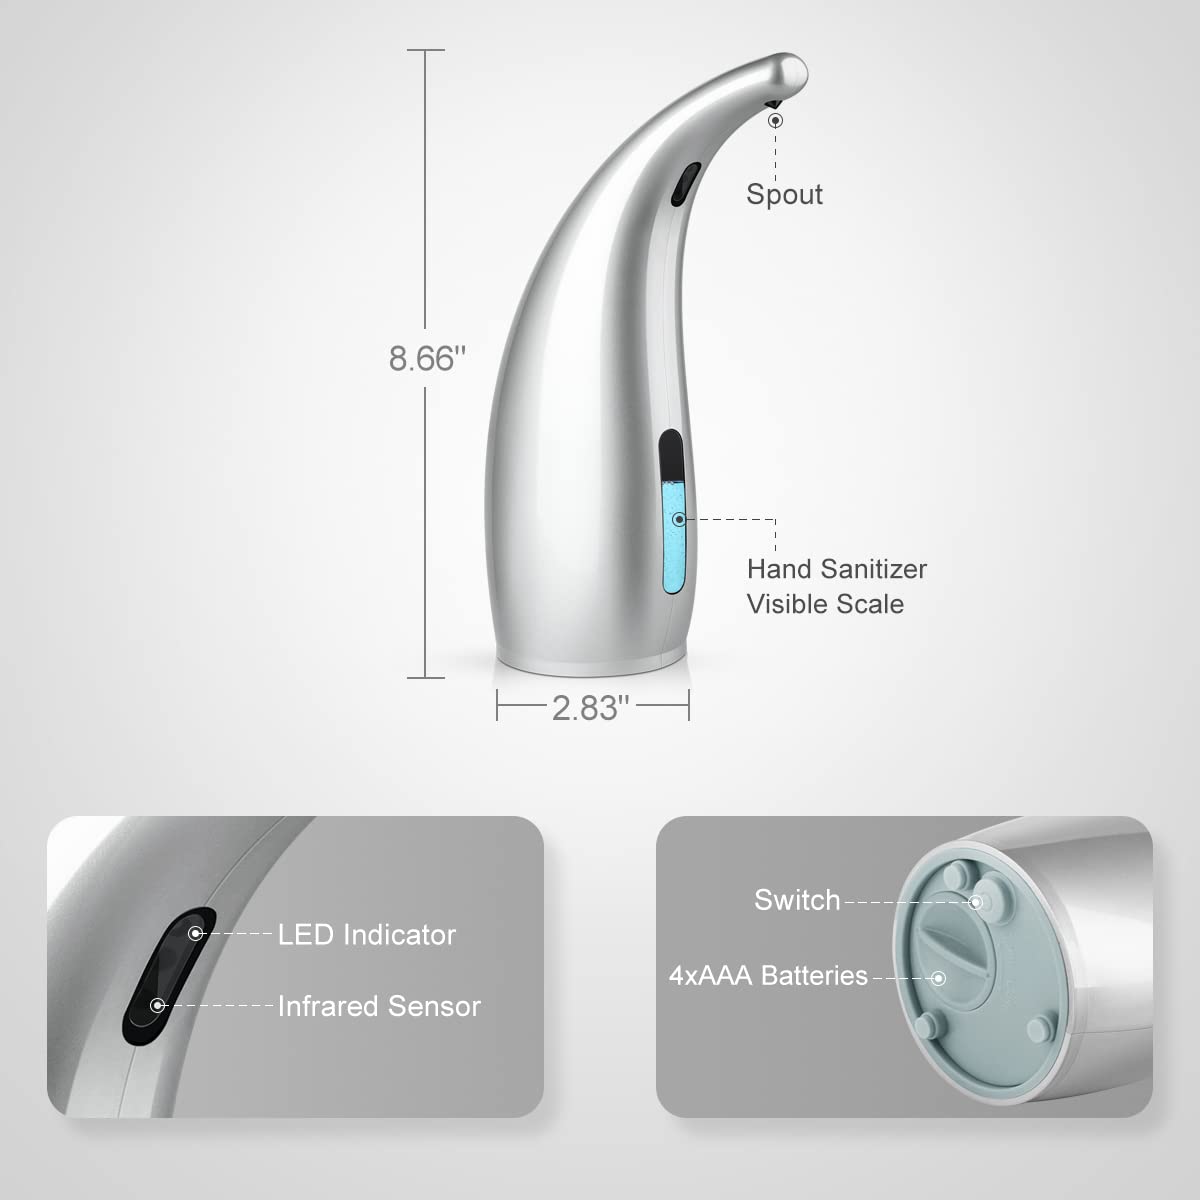 Spout
8.66"
Hand Sanitizer
Visible Scale
2.83"
LED Indicator
Infrared Sensor
Switch
4xAAA Batteries